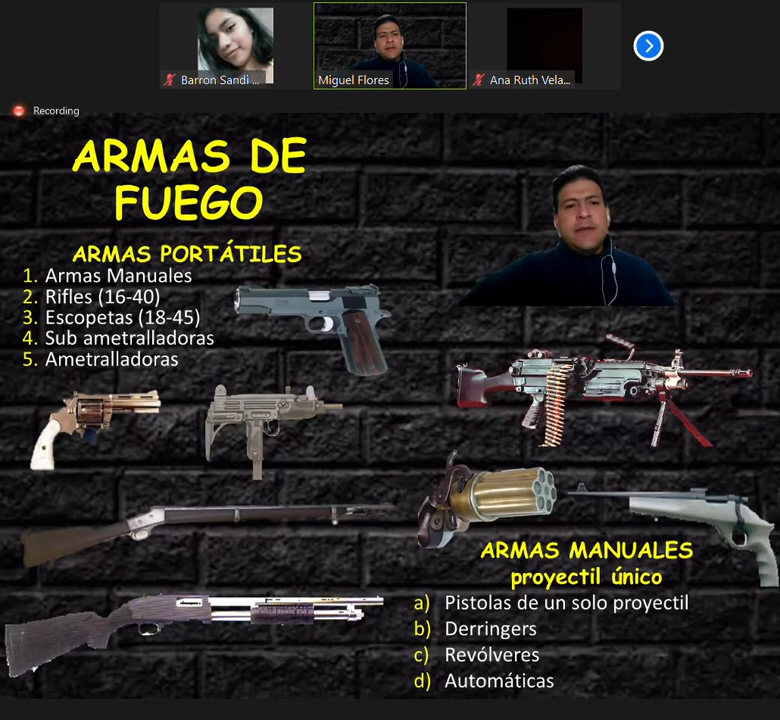 Barron Sandi ...
Miguel Flores
Ana Ruth Vela...
Recording
ARMAS DE
FUEGO
ARMAS PORTÁTILES
1. Armas Manuales
2. Rifles (16-40)
3. Escopetas (18-45)
4. Sub ametralladoras
5. Ametralladoras
ARMAS MANUALES
proyectil único
a) Pistolas de un solo proyectil
b) Derringers
c) Revólveres
d) Automáticas